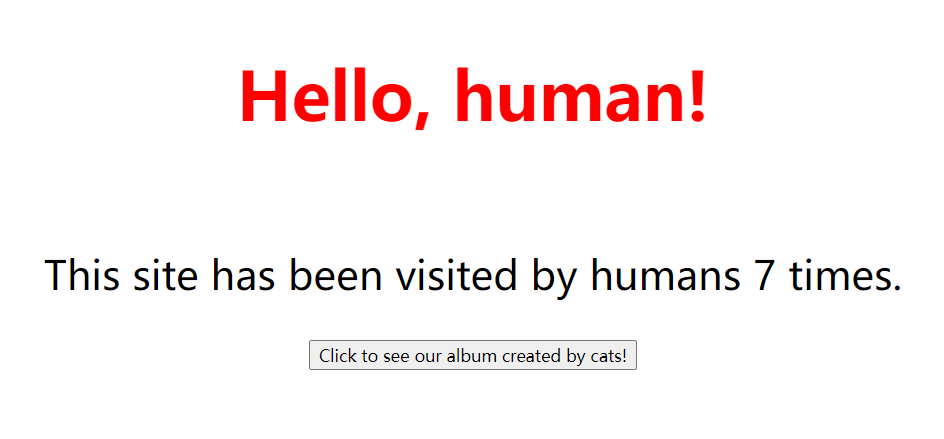 Hello, human!
This site has been visited by humans 7 times.
Click to see our album created by cats!